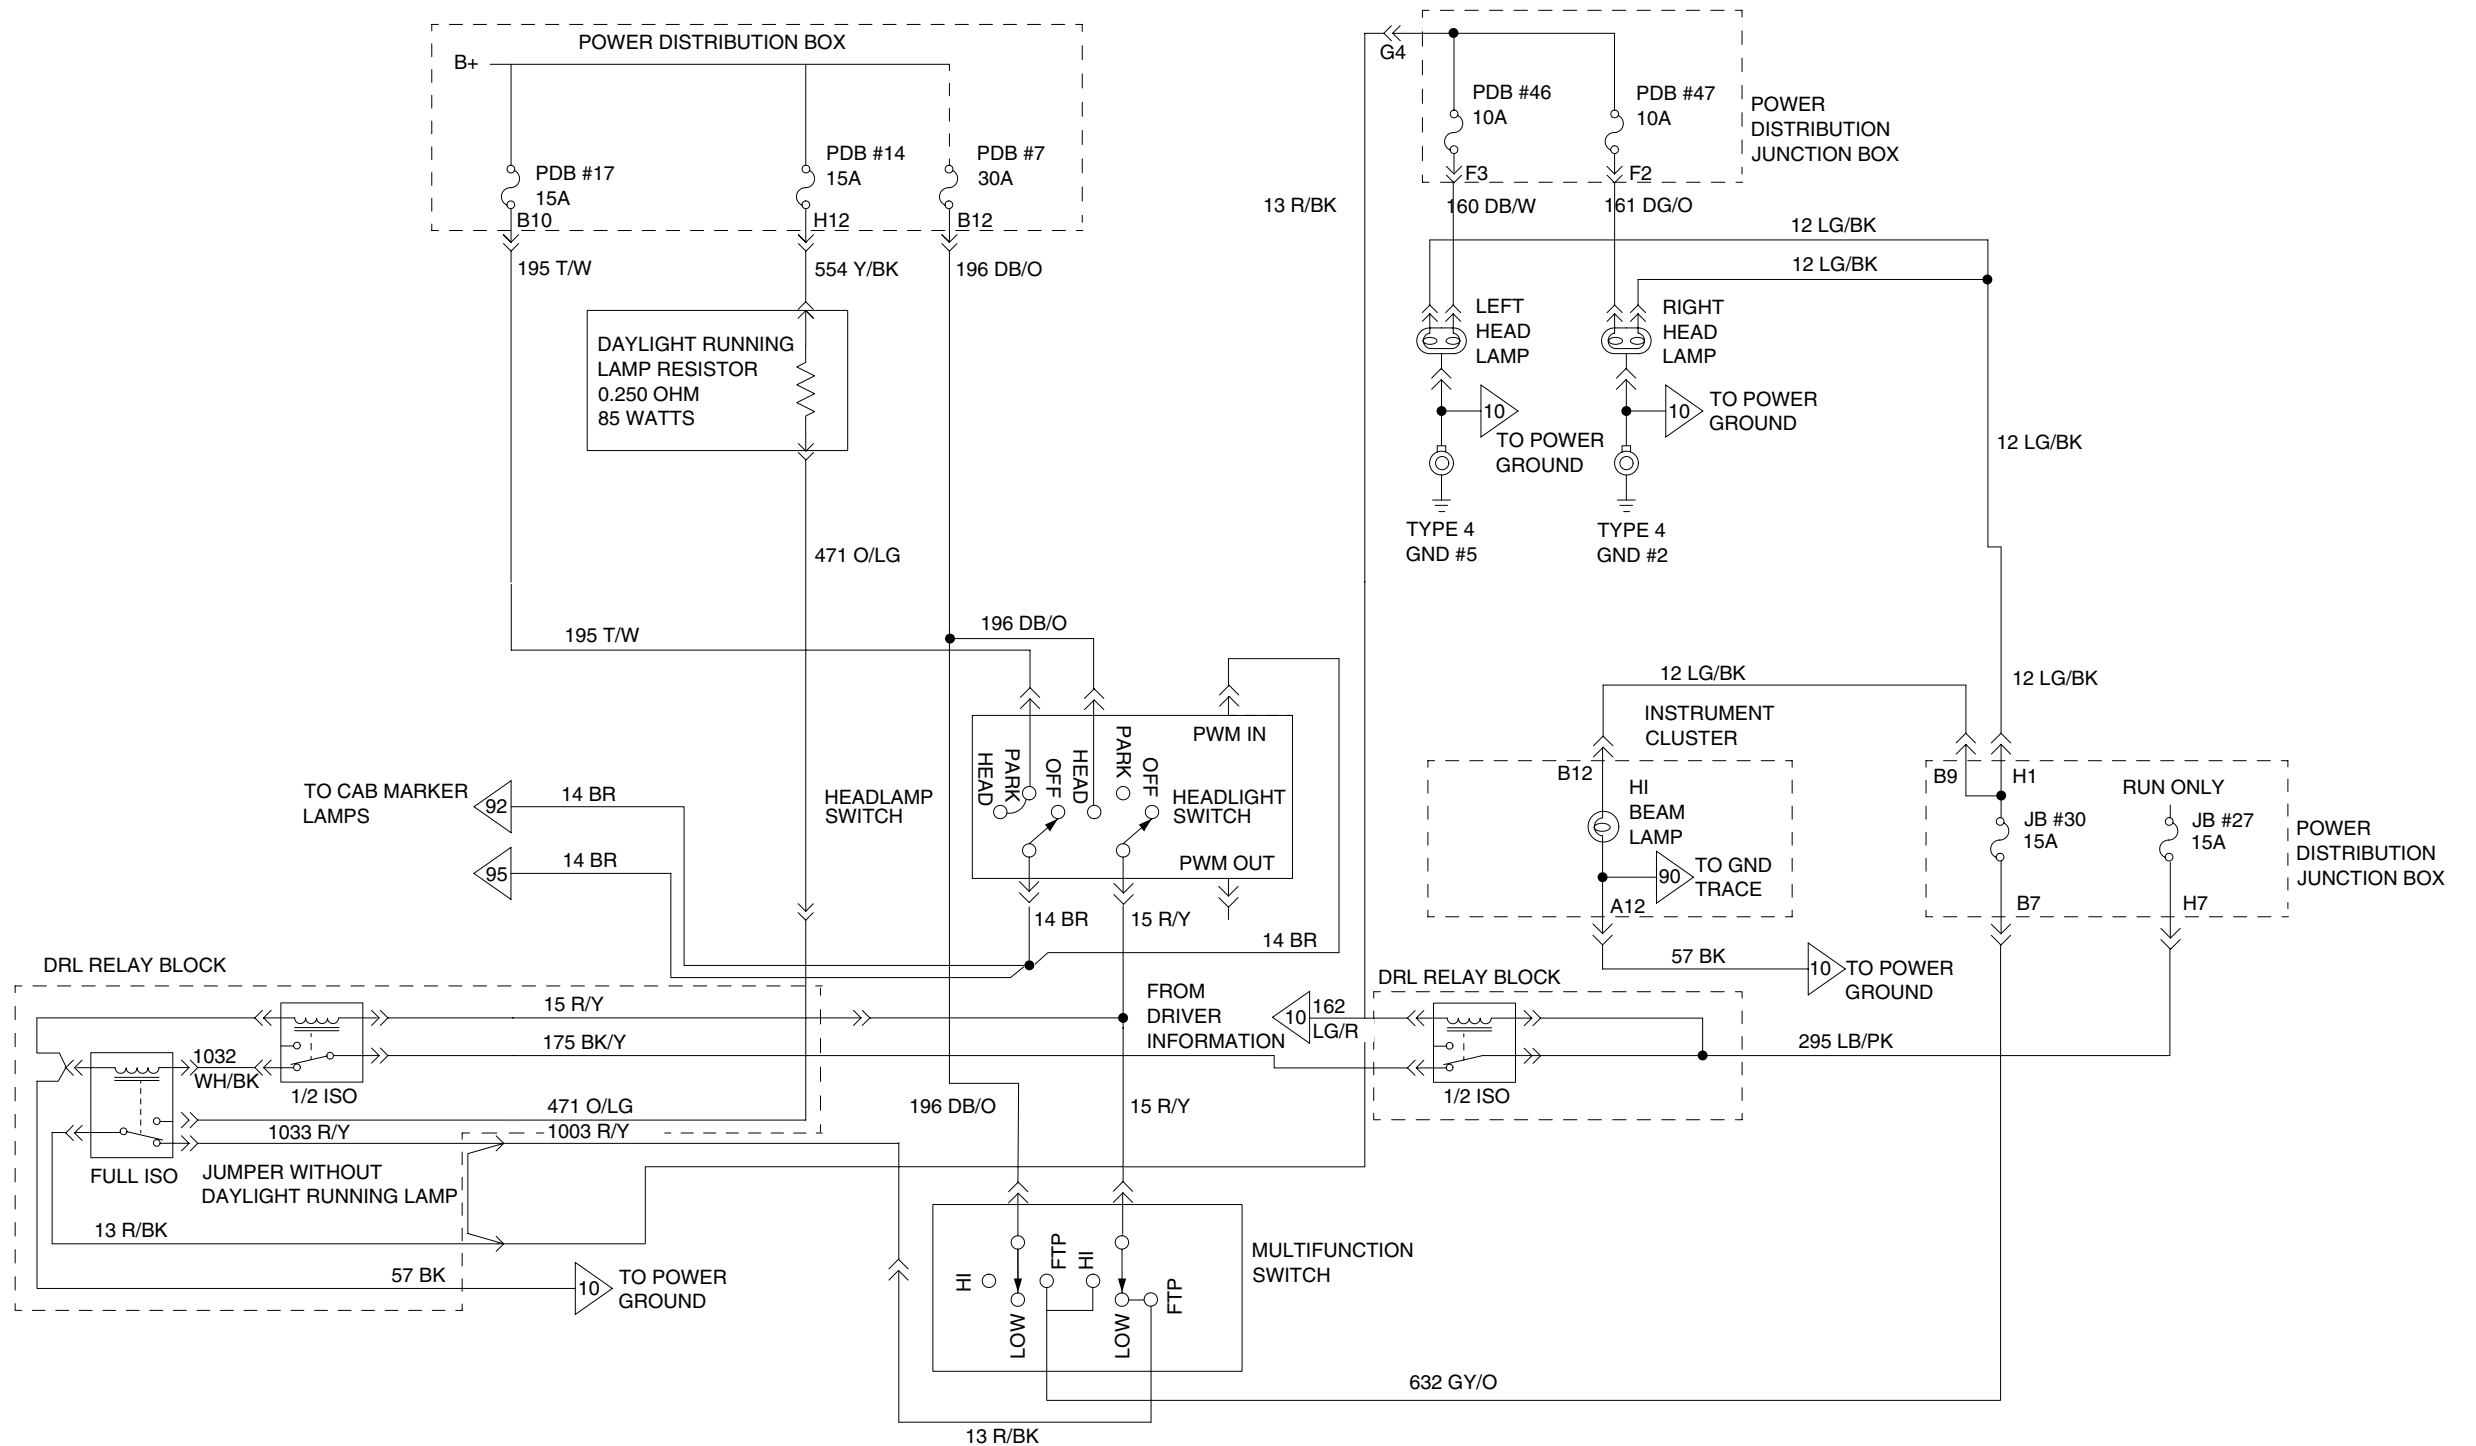 POWER DISTRIBUTION BOX
B+
PDB #17
15A
B10
PDB #14
15A
H12
PDB #7
30A
B12
195 T/W
554 Y/BK
196 DB/O
DAYLIGHT RUNNING
LAMP RESISTOR
0.250 OHM
85 WATTS
471 O/LG
195 T/W
196 DB/O
G4
PDB #46
10A
PDB #47
10A
POWER
DISTRIBUTION
JUNCTION BOX
F3
F2
13 R/BK
160 DB/W
161 DG/O
12 LG/BK
12 LG/BK
LEFT
HEAD
LAMP
RIGHT
HEAD
LAMP
10
TO POWER
GROUND
10
TO POWER
GROUND
TYPE 4
GND #5
TYPE 4
GND #2
12 LG/BK
12 LG/BK
12 LG/BK
INSTRUMENT
CLUSTER
B12
HI
BEAM
LAMP
90
TO GND
TRACE
A12
57 BK
10
TO POWER
GROUND
B9
H1
RUN ONLY
JB #30
15A
JB #27
15A
B7
H7
POWER
DISTRIBUTION
JUNCTION BOX
TO CAB MARKER
LAMPS
92
14 BR
95
14 BR
HEADLAMP
SWITCH
PWM IN
HEAD
PARK
OFF
HEAD
PARK
OFF
HEADLIGHT
SWITCH
PWM OUT
14 BR
15 R/Y
14 BR
DRL RELAY BLOCK
15 R/Y
175 BK/Y
1032
WH/BK
1/2 ISO
471 O/LG
1033 R/Y
1003 R/Y
FULL ISO
JUMPER WITHOUT
DAYLIGHT RUNNING LAMP
13 R/BK
57 BK
10
TO POWER
GROUND
FROM
DRIVER
INFORMATION
10
162
LG/R
DRL RELAY BLOCK
1/2 ISO
295 LB/PK
196 DB/O
15 R/Y
HI
LOW
FTP
HI
LOW
FTP
MULTIFUNCTION
SWITCH
632 GY/O
13 R/BK